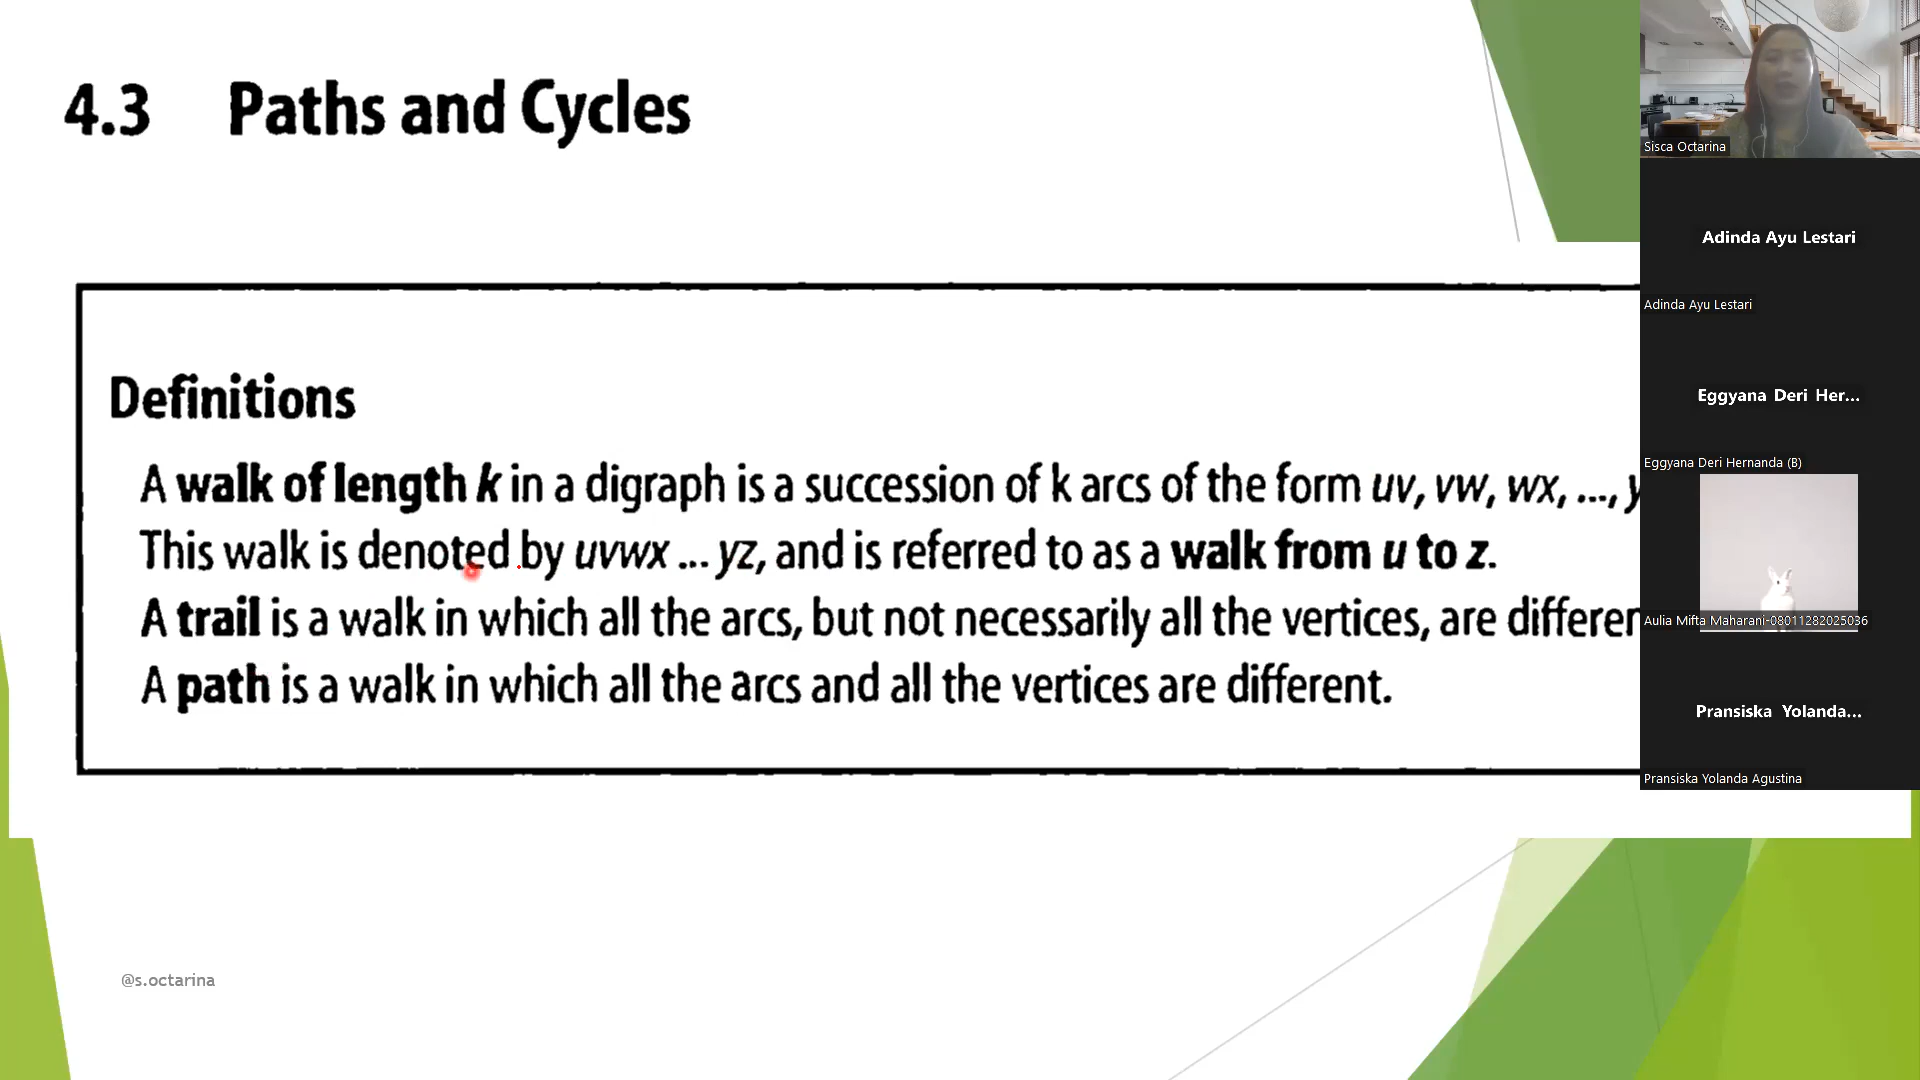 4.3 Paths and Cycles
Definitions
A walk of length k in a digraph is a succession of k arcs of the form uv, vw, wx, ...,
This walk is denoted by uvwx ... yz, and is referred to as a walk from u to z.
A trail is a walk in which all the arcs, but not necessarily all the vertices, are differen
A path is a walk in which all the arcs and all the vertices are different.
@s.octarina
Sisca Octarina
Adinda Ayu Lestari
Adinda Ayu Lestari
Eggyana Deri Her...
Eggyana Deri Hernanda (B)
Aulia Mifta Maharani-08011282025036
Pransiska Yolanda...
Pransiska Yolanda Agustina